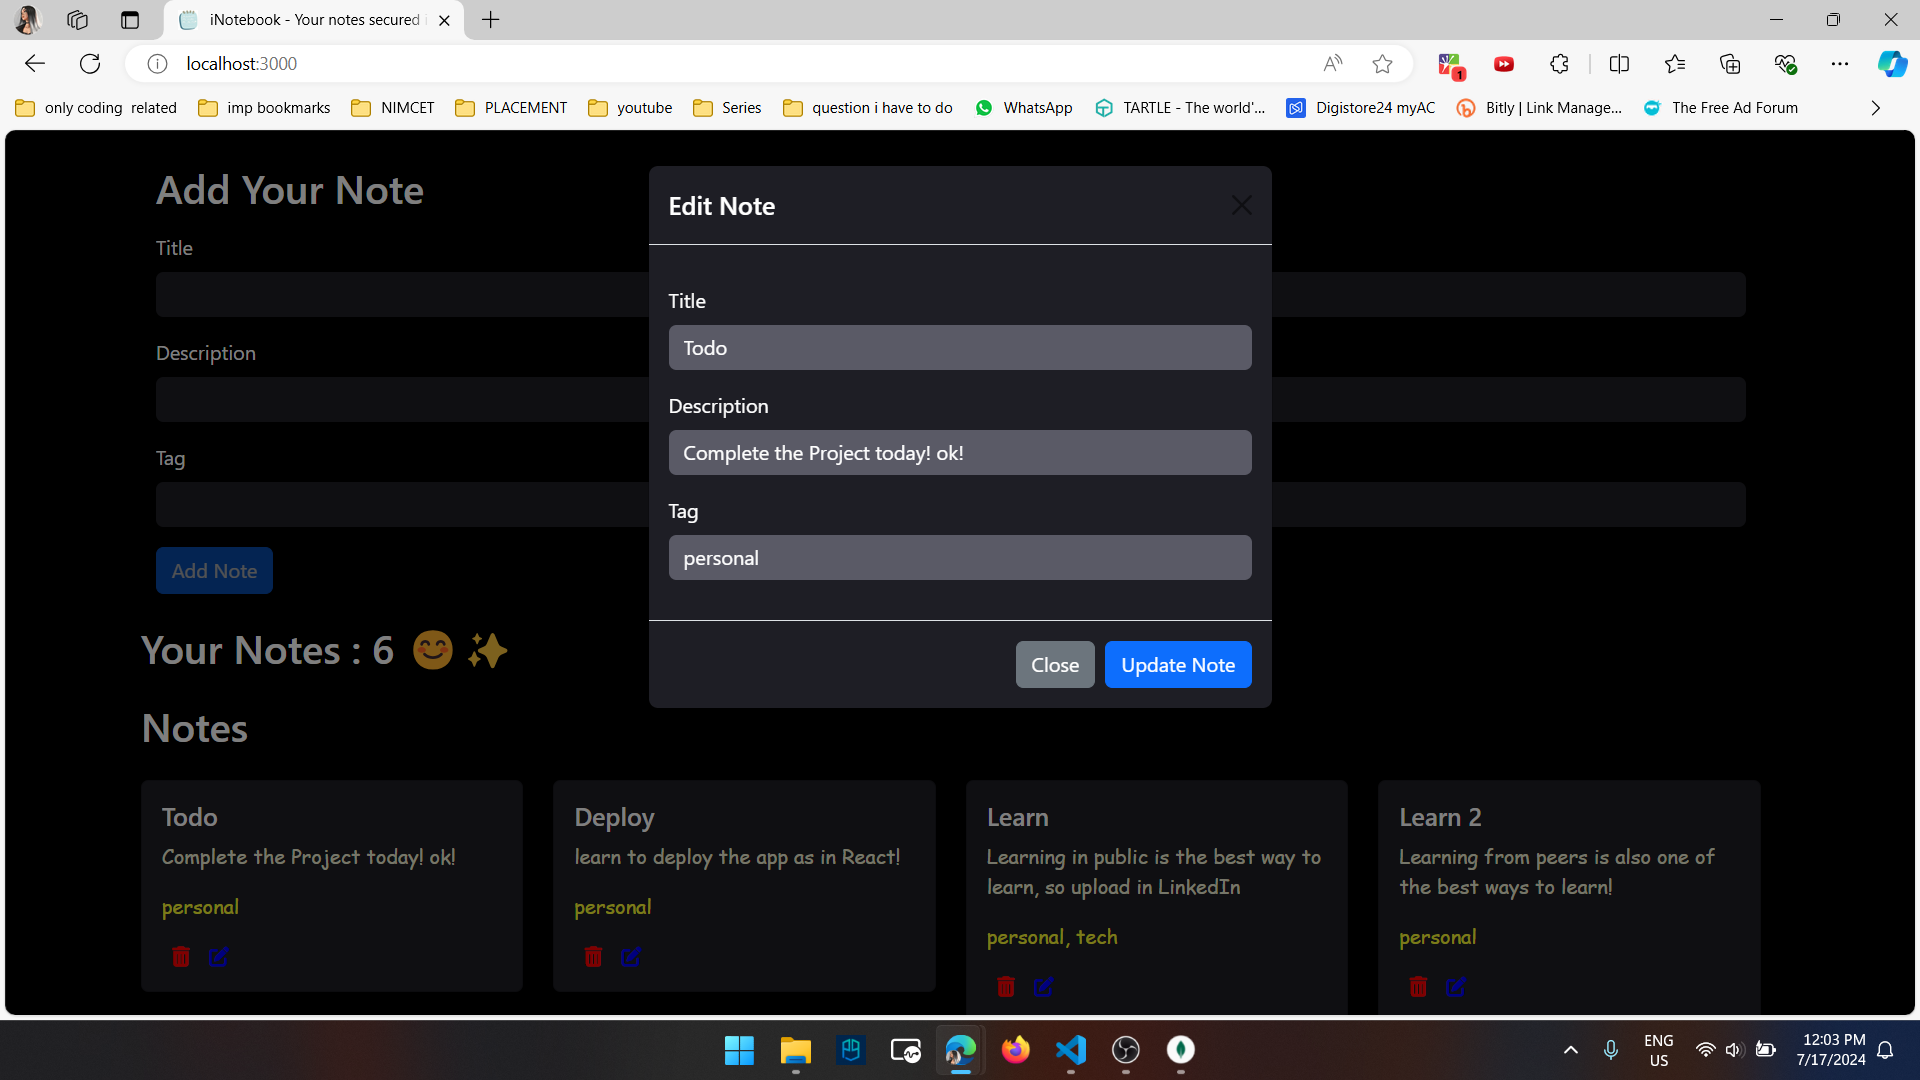 iNotebook - Your notes secured i
localhost:3000
1
only coding related
imp bookmarks
NIMCET
PLACEMENT
youtube
Series
question i have to do
WhatsApp
TARTLE - The world'...
Digistore24 myAC
Bitly | Link Manage...
The Free Ad Forum
Add Your Note
Title
Description
Tag
Add Note
Edit Note
Title
Todo
Description
Complete the Project today! ok!
Tag
personal
Close
Update Note
Your Notes : 6 😊 ✨
Notes
Todo
Complete the Project today! ok!
personal
Deploy
learn to deploy the app as in React!
personal
Learn
Learning in public is the best way to
learn, so upload in LinkedIn
personal, tech
Learn 2
Learning from peers is also one of
the best ways to learn!
personal
ENG
US
12:03 PM
7/17/2024